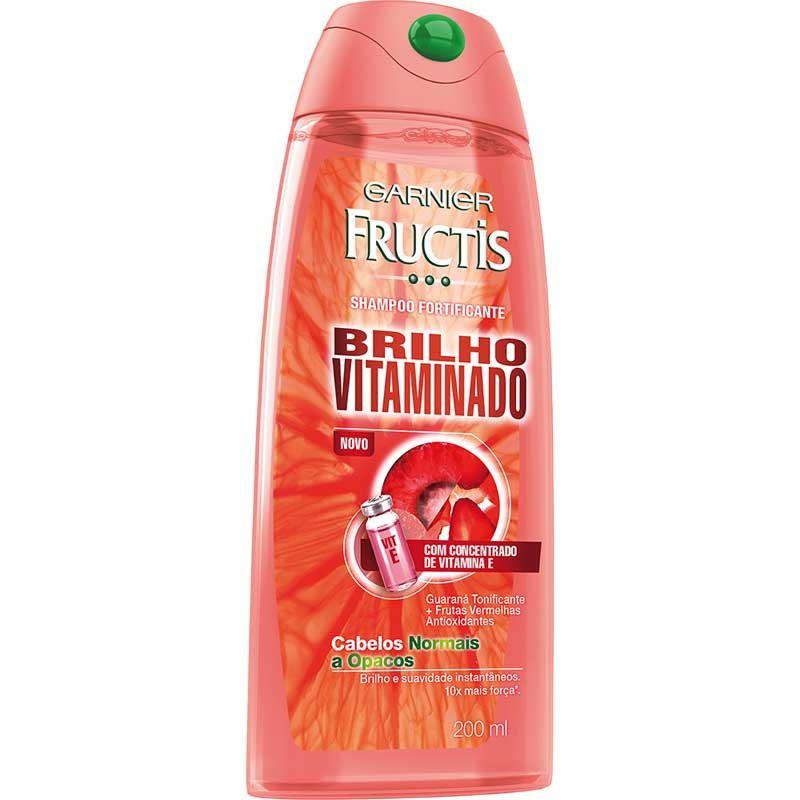 GARNIER
FRUCTiS
SHAMPOO FORTIFICANTE
BRILHO
VITAMINADO
NOVO
VIT
E
COM CONCENTRADO
DE VITAMINA E
Guaraná Tonificante
+ Frutas Vermelhas
Antioxidantes
Cabelos Normais
a Opacos
Brilho e suavidade instantâneos.
10x mais força*.
200 ml